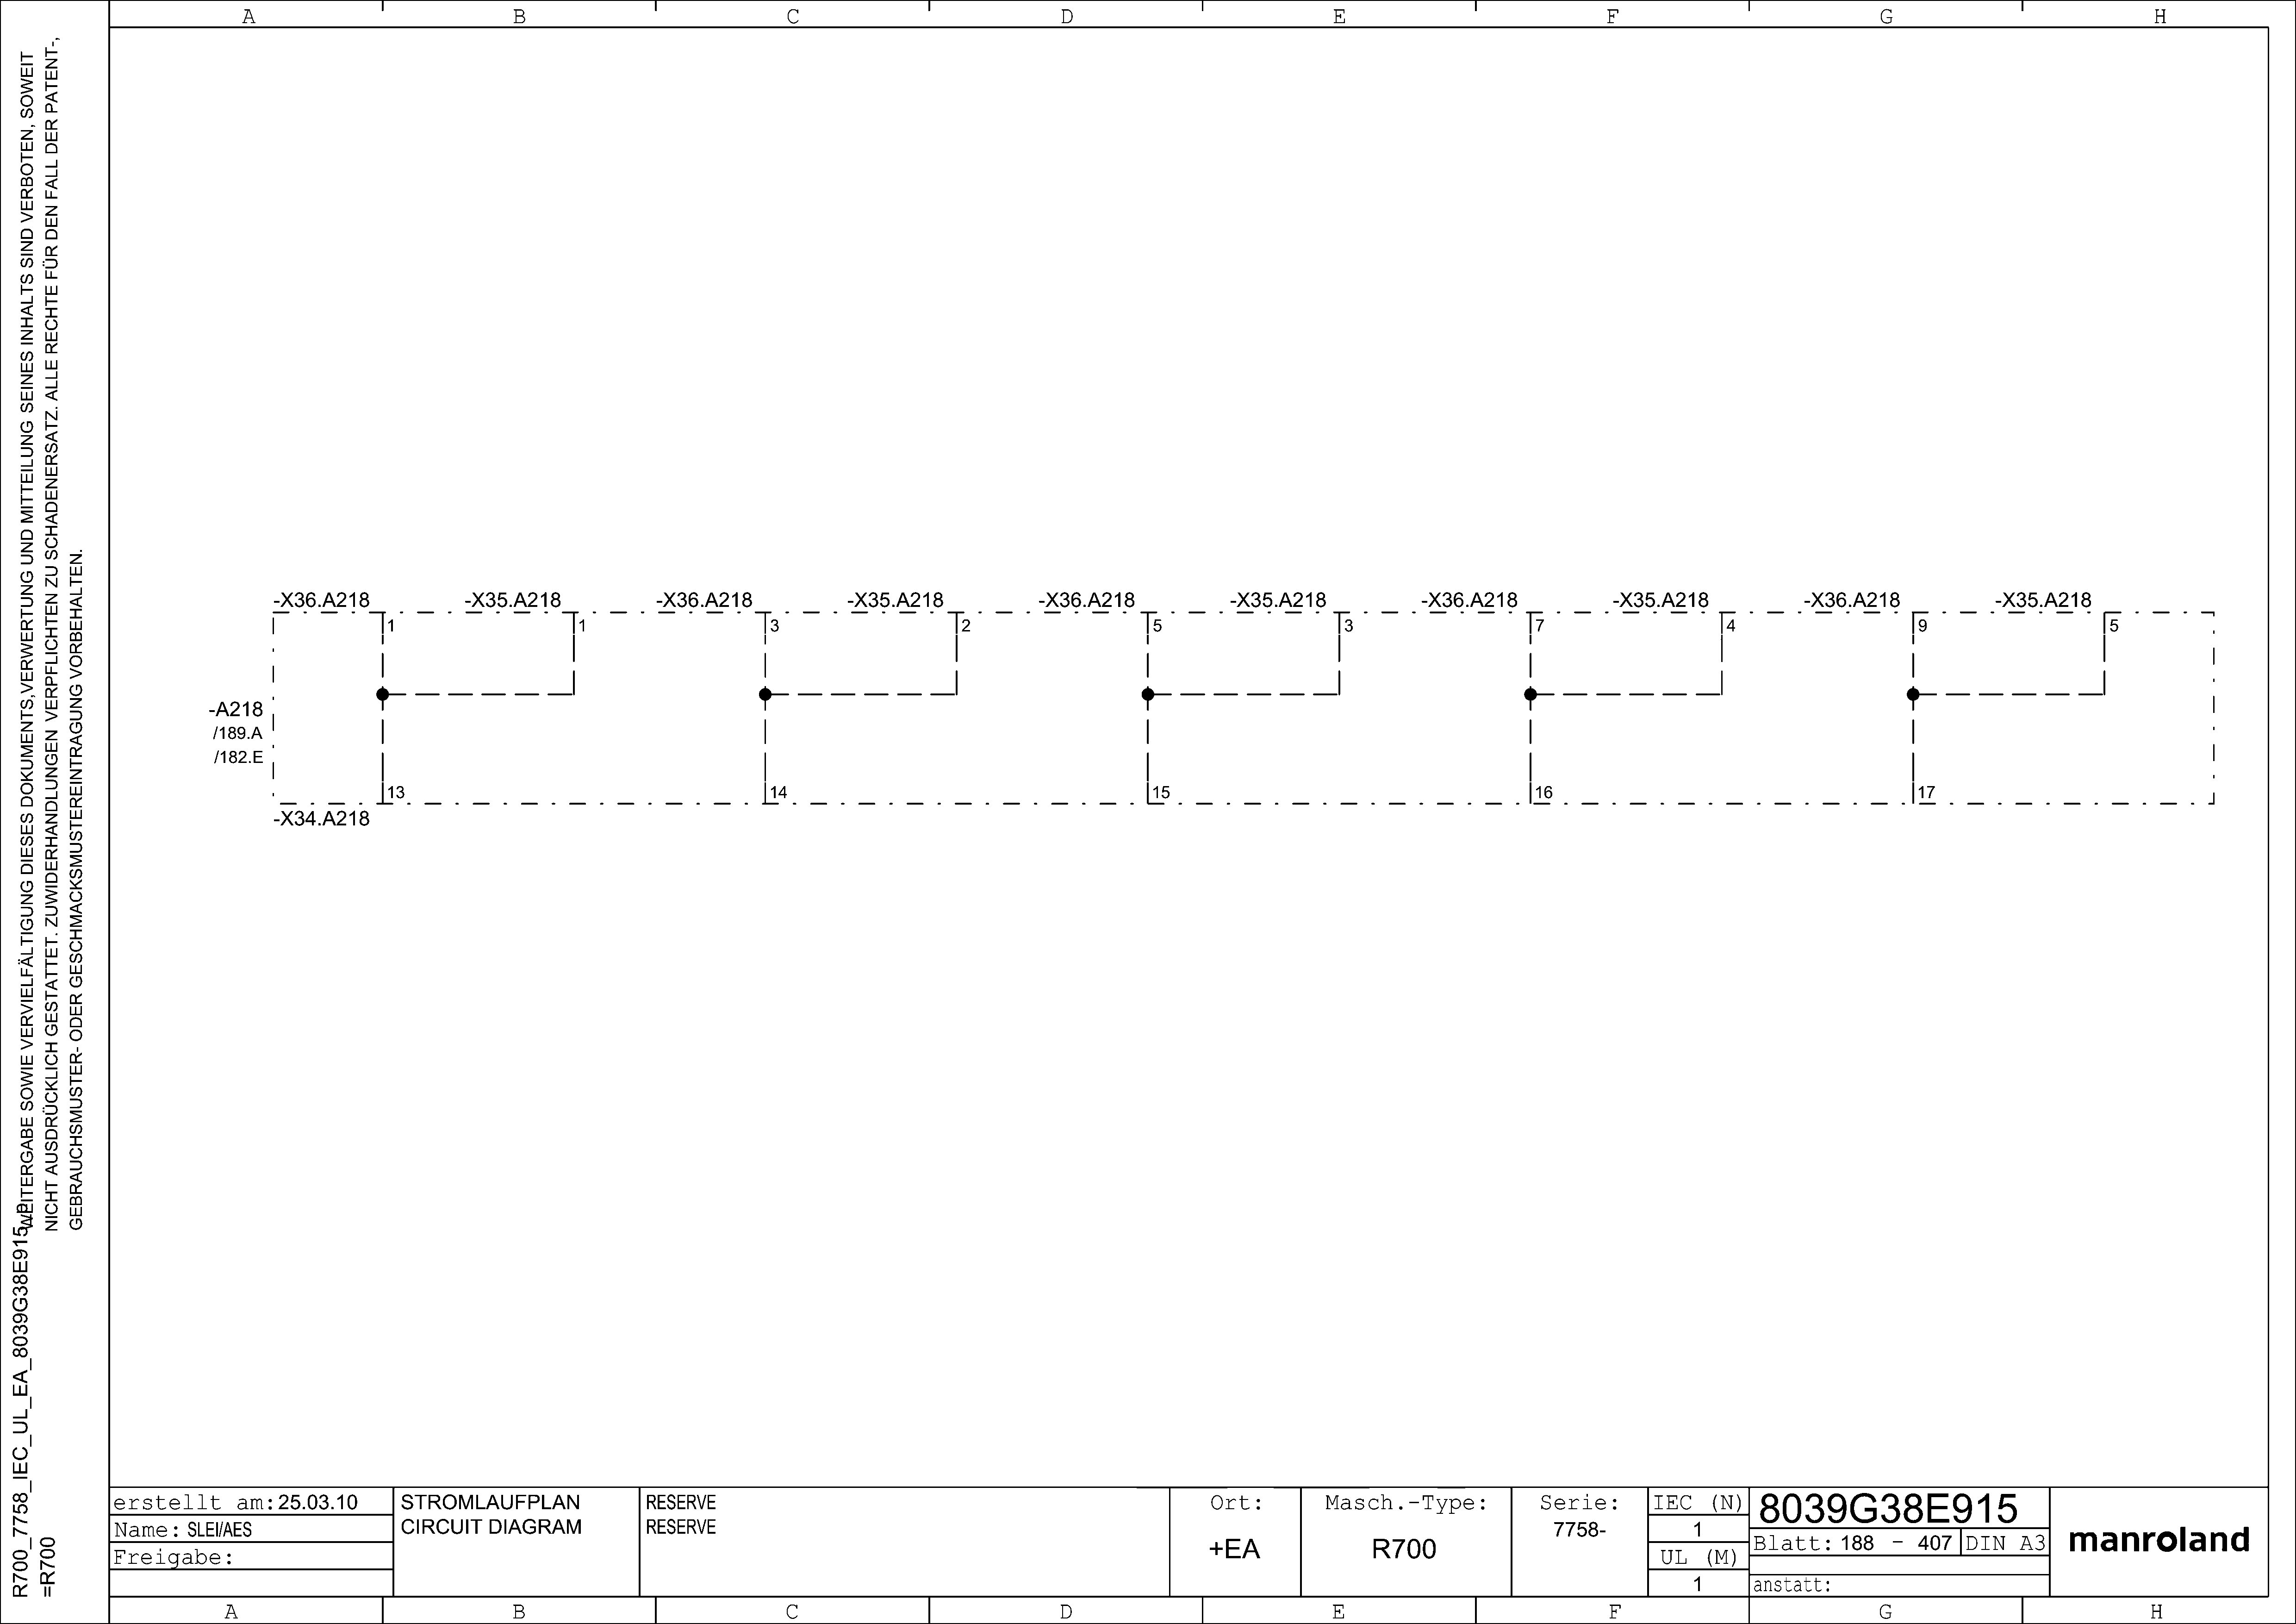 A B C D E F G H
WEITERGABE SOWIE VERVIELFÄLTIGUNG DIESES DOKUMENTS,VERWERTUNG UND MITTEILUNG SEINES INHALTS SIND VERBOTEN, SOWEIT
NICHT AUSDRÜCKLICH GESTATTET. ZUWIDERHANDLUNGEN VERPFLICHTEN ZU SCHADENERSATZ. ALLE RECHTE FÜR DEN FALL DER PATENT-,
GEBRAUCHSMUSTER- ODER GESCHMACKSMUSTEREINTRAGUNG VORBEHALTEN.
R700_7758_IEC_UL_EA_8039G38E915_
=R700
-X36.A218 -X35.A218 -X36.A218 -X35.A218 -X36.A218 -X35.A218 -X36.A218 -X35.A218 -X36.A218 -X35.A218
1 1 3 2 5 3 7 4 9 5
-A218
/189.A
/182.E
13 14 15 16 17
-X34.A218
erstellt am: 25.03.10
Name: SLEI/AES
Freigabe:
STROMLAUFPLAN
CIRCUIT DIAGRAM
RESERVE
RESERVE
Ort:
+EA
Masch.-Type:
R700
Serie:
7758-
IEC (N)
1
UL (M)
1
8039G38E915
Blatt: 188 - 407 DIN A3
anstatt:
manroland
A B C D E F G H